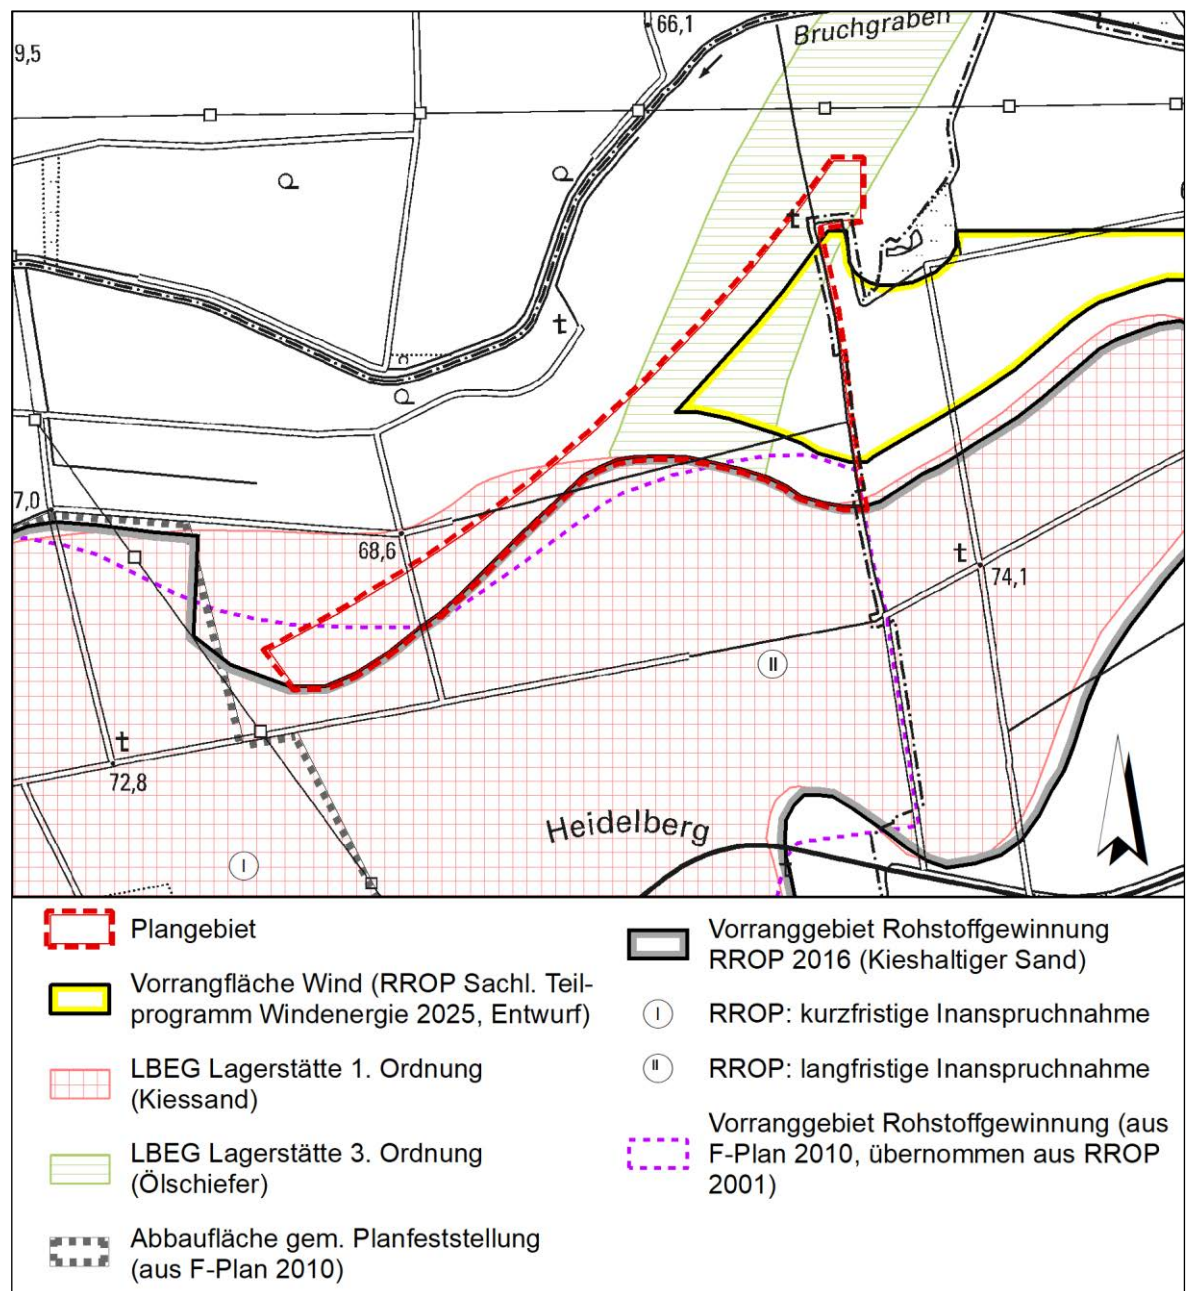 66,1
Bruchgraben
9,5
t
t
7,0
68,6
t
74,1
II
t
72,8
Heidelberg
I
Plangebiet
Vorrangfläche Wind (RROP Sachl. Teil-
programm Windenergie 2025, Entwurf)
LBEG Lagerstätte 1. Ordnung
(Kiessand)
LBEG Lagerstätte 3. Ordnung
(Ölschiefer)
Abbaufläche gem. Planfeststellung
(aus F-Plan 2010)
Vorranggebiet Rohstoffgewinnung
RROP 2016 (Kieshaltiger Sand)
I RROP: kurzfristige Inanspruchnahme
II RROP: langfristige Inanspruchnahme
Vorranggebiet Rohstoffgewinnung (aus
F-Plan 2010, übernommen aus RROP
2001)